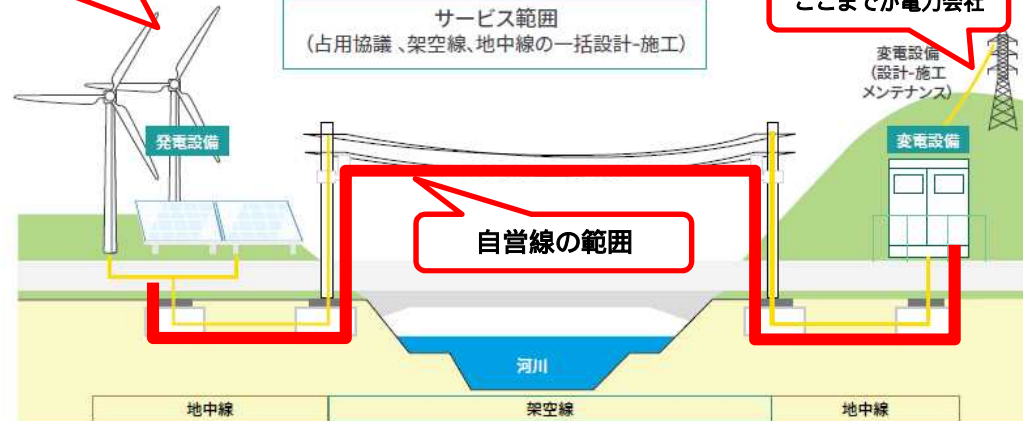 サービス範囲
(占用協議、架空線、地中線の一括設計-施工)
ここまでが電力会社
変電設備
(設計-施工
メンテナンス)
発電設備
変電設備
自営線の範囲
河川
地中線
架空線
地中線